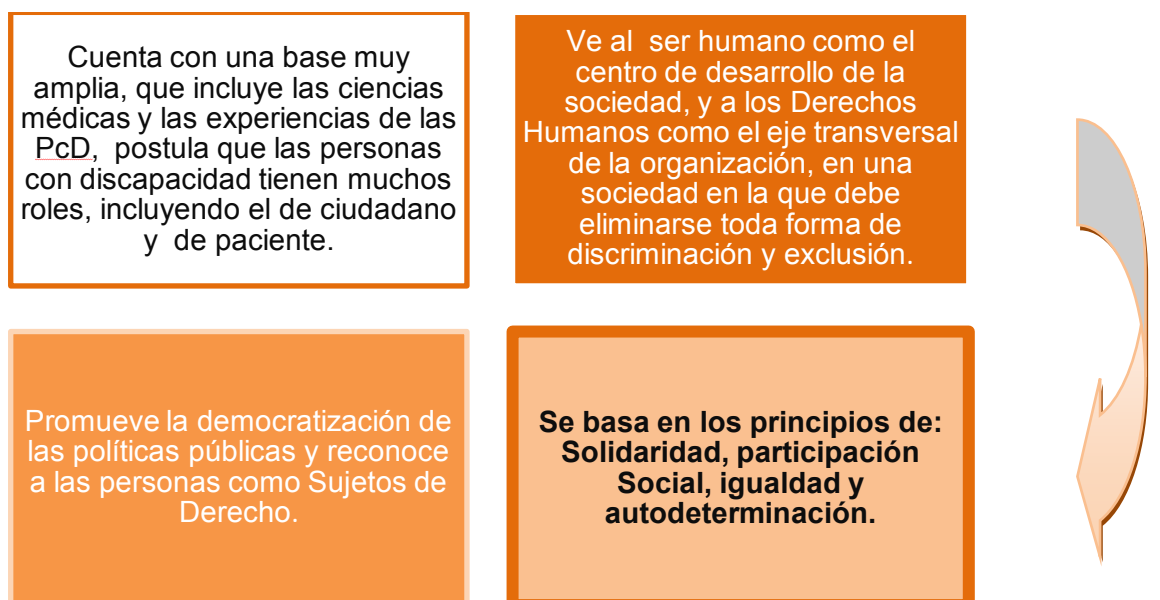 Cuenta con una base muy
amplia, que incluye las ciencias
médicas y las experiencias de las
PcD, postula que las personas
con discapacidad tienen muchos
roles, incluyendo el de ciudadano
y de paciente.
Ve al ser humano como el
centro de desarrollo de la
sociedad, y a los Derechos
Humanos como el eje transversal
de la organización, en una
sociedad en la que debe
eliminarse toda forma de
discriminación y exclusión.
Promueve la democratización de
las políticas públicas y reconoce
a las personas como Sujetos de
Derecho.
Se basa en los principios de:
Solidaridad, participación
Social, igualdad y
autodeterminación.